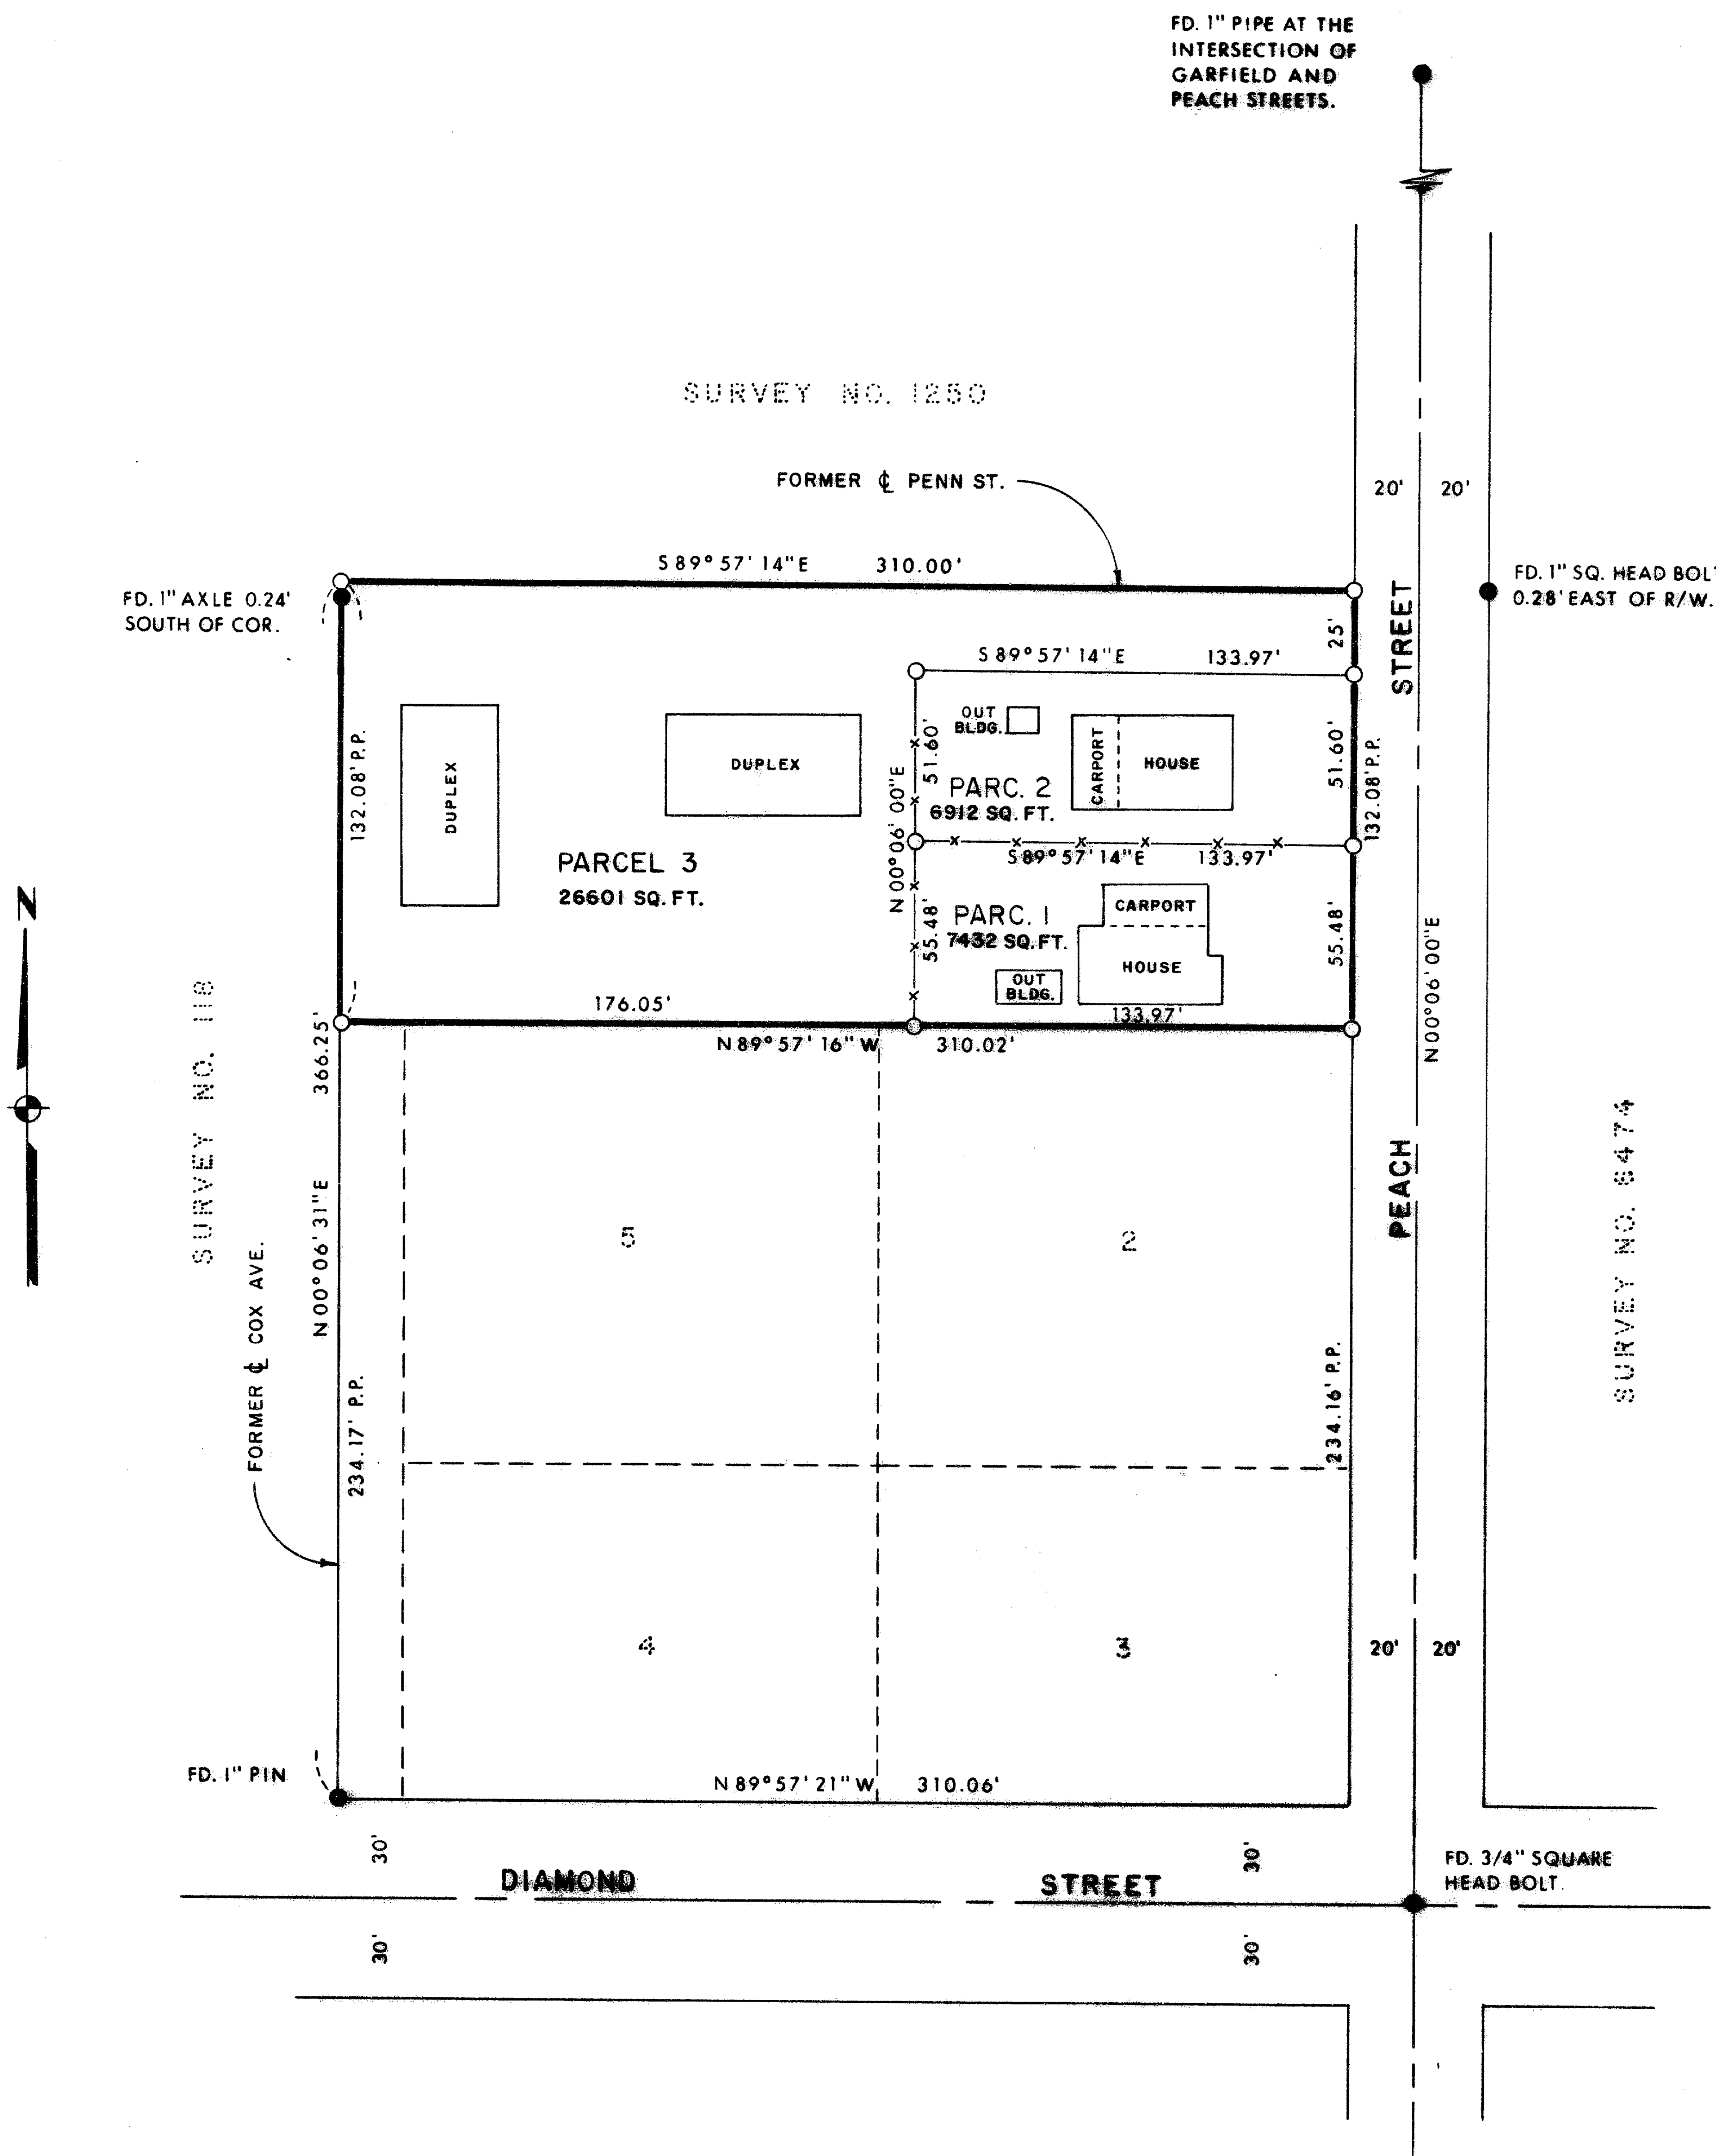 FD. 1" PIPE AT THE
INTERSECTION OF
GARFIELD AND
PEACH STREETS.
SURVEY NO. 1250
FORMER ℄ PENN ST.
20' 20'
S 89° 57' 14" E 310.00'
FD. 1" AXLE 0.24'
SOUTH OF COR.
FD. 1" SQ. HEAD BOLT
0.28' EAST OF R/W.
25'
STREET
S 89° 57' 14" E 133.97'
OUT
BLDG.
CARPORT
HOUSE
51.60'
51.60'
132.08' P.P.
132.08' P.P.
DUPLEX
DUPLEX
N 00° 06' 00" E
PARC. 2
6912 SQ. FT.
S 89° 57' 14" E 133.97'
PARCEL 3
26601 SQ. FT.
N
PARC. 1
7432 SQ. FT.
55.48'
55.48'
CARPORT
HOUSE
OUT
BLDG.
N 00° 06' 00" E
176.05'
133.97'
N 89° 57' 16" W 310.02'
366.25'
SURVEY NO. 118
N 00° 06' 31" E
FORMER ℄ COX AVE.
5
2
PEACH
SURVEY NO. 8474
234.17' P.P.
234.16' P.P.
4
3
20' 20'
FD. 1" PIN
N 89° 57' 21" W 310.06'
30'
30'
DIAMOND STREET
FD. 3/4" SQUARE
HEAD BOLT.
30'
30'